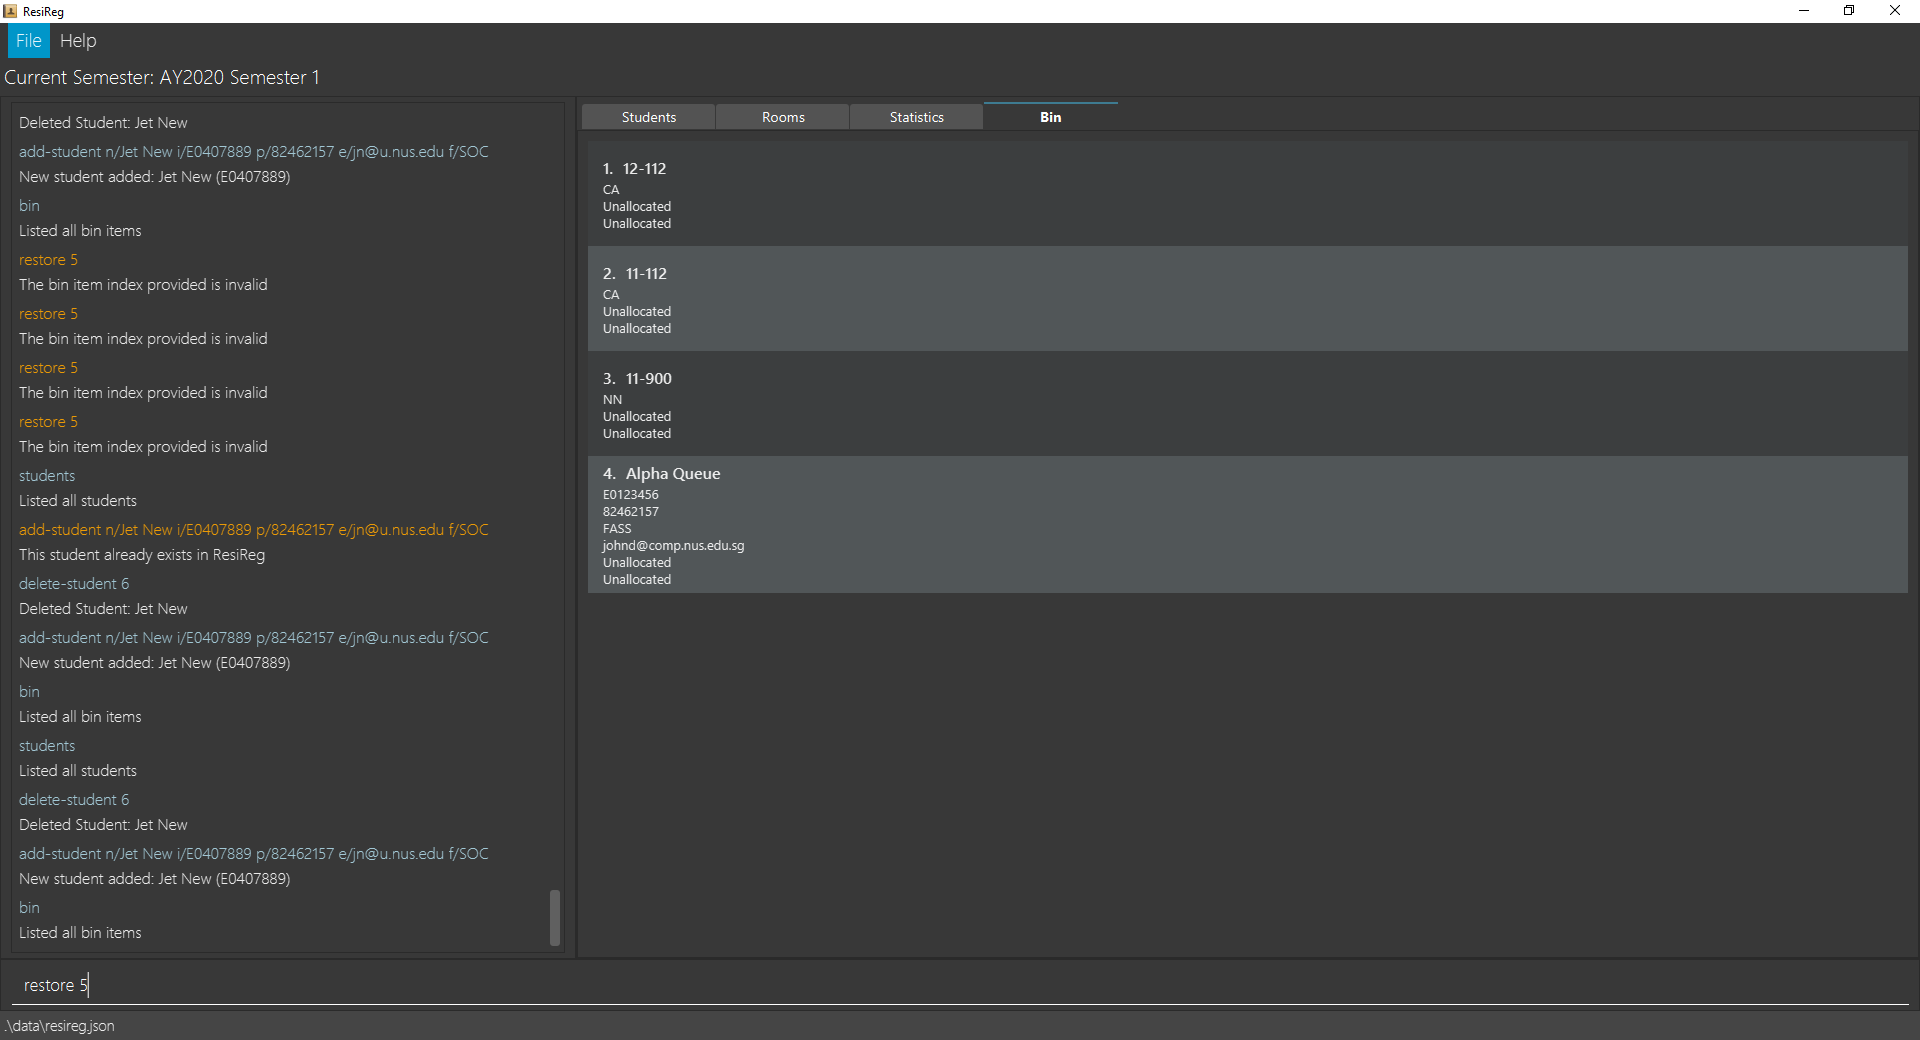 ResiReg
File Help
Current Semester: AY2020 Semester 1
Deleted Student: Jet New
add-student n/Jet New i/E0407889 p/82462157 e/jn@u.nus.edu f/SOC
New student added: Jet New (E0407889)
bin
Listed all bin items
restore 5
The bin item index provided is invalid
restore 5
The bin item index provided is invalid
restore 5
The bin item index provided is invalid
restore 5
The bin item index provided is invalid
students
Listed all students
add-student n/Jet New i/E0407889 p/82462157 e/jn@u.nus.edu f/SOC
This student already exists in ResiReg
delete-student 6
Deleted Student: Jet New
add-student n/Jet New i/E0407889 p/82462157 e/jn@u.nus.edu f/SOC
New student added: Jet New (E0407889)
bin
Listed all bin items
students
Listed all students
delete-student 6
Deleted Student: Jet New
add-student n/Jet New i/E0407889 p/82462157 e/jn@u.nus.edu f/SOC
New student added: Jet New (E0407889)
bin
Listed all bin items
Students Rooms Statistics Bin
1. 12-112
CA
Unallocated
Unallocated
2. 11-112
CA
Unallocated
Unallocated
3. 11-900
NN
Unallocated
Unallocated
4. Alpha Queue
E0123456
82462157
FASS
johnd@comp.nus.edu.sg
Unallocated
Unallocated
restore 5
.\data\resireg.json